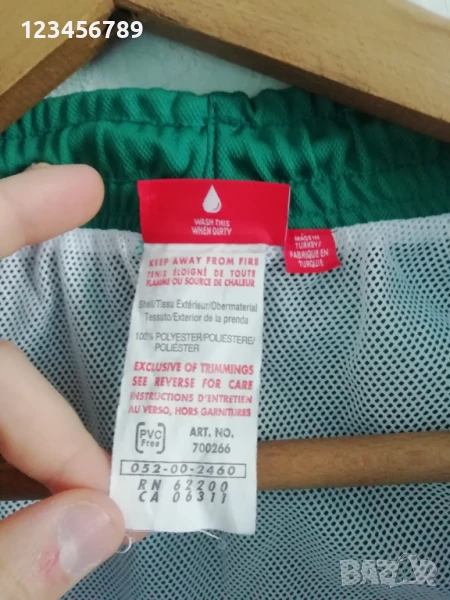 123456789
WASH THIS
WHEN DIRTY
MADE IN
TURKEY/
FABRIQUE EN
TURQUIE
KEEP AWAY FROM FIRE
TENIR ÉLOIGNÉ DE TOUTE
FLAMME OU SOURCE DE CHALEUR
Shell/Tissu Extérieur/Obermaterial
Tessuto/Exterior de la prenda
100% POLYESTER/POLIESTERE/
POLIÉSTER
EXCLUSIVE OF TRIMMINGS
SEE REVERSE FOR CARE
INSTRUCTIONS D'ENTRETIEN
AU VERSO, HORS GARNITURES
PVC
Free
ART. NO.
700266
052-00-2460
RN 62200
CA 06311
BAZAR
bg